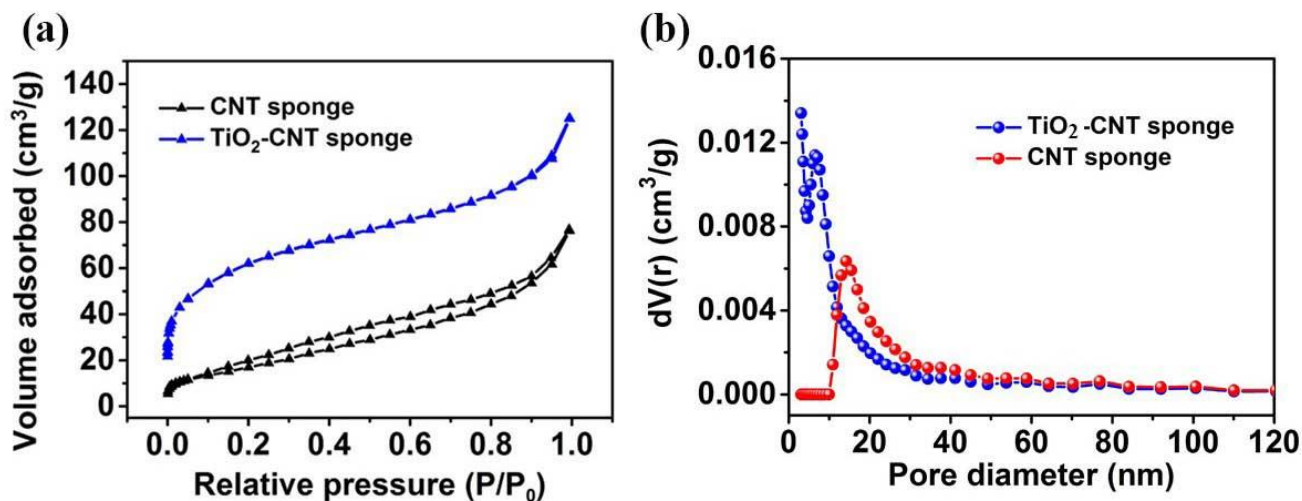 (a)
Volume adsorbed (cm³/g)
140
120
100
80
60
40
20
0
CNT sponge
TiO₂-CNT sponge
0.0 0.2 0.4 0.6 0.8 1.0
Relative pressure (P/P₀)
(b)
dV(r) (cm³/g)
0.016
0.012
0.008
0.004
0.000
TiO₂-CNT sponge
CNT sponge
0 20 40 60 80 100 120
Pore diameter (nm)